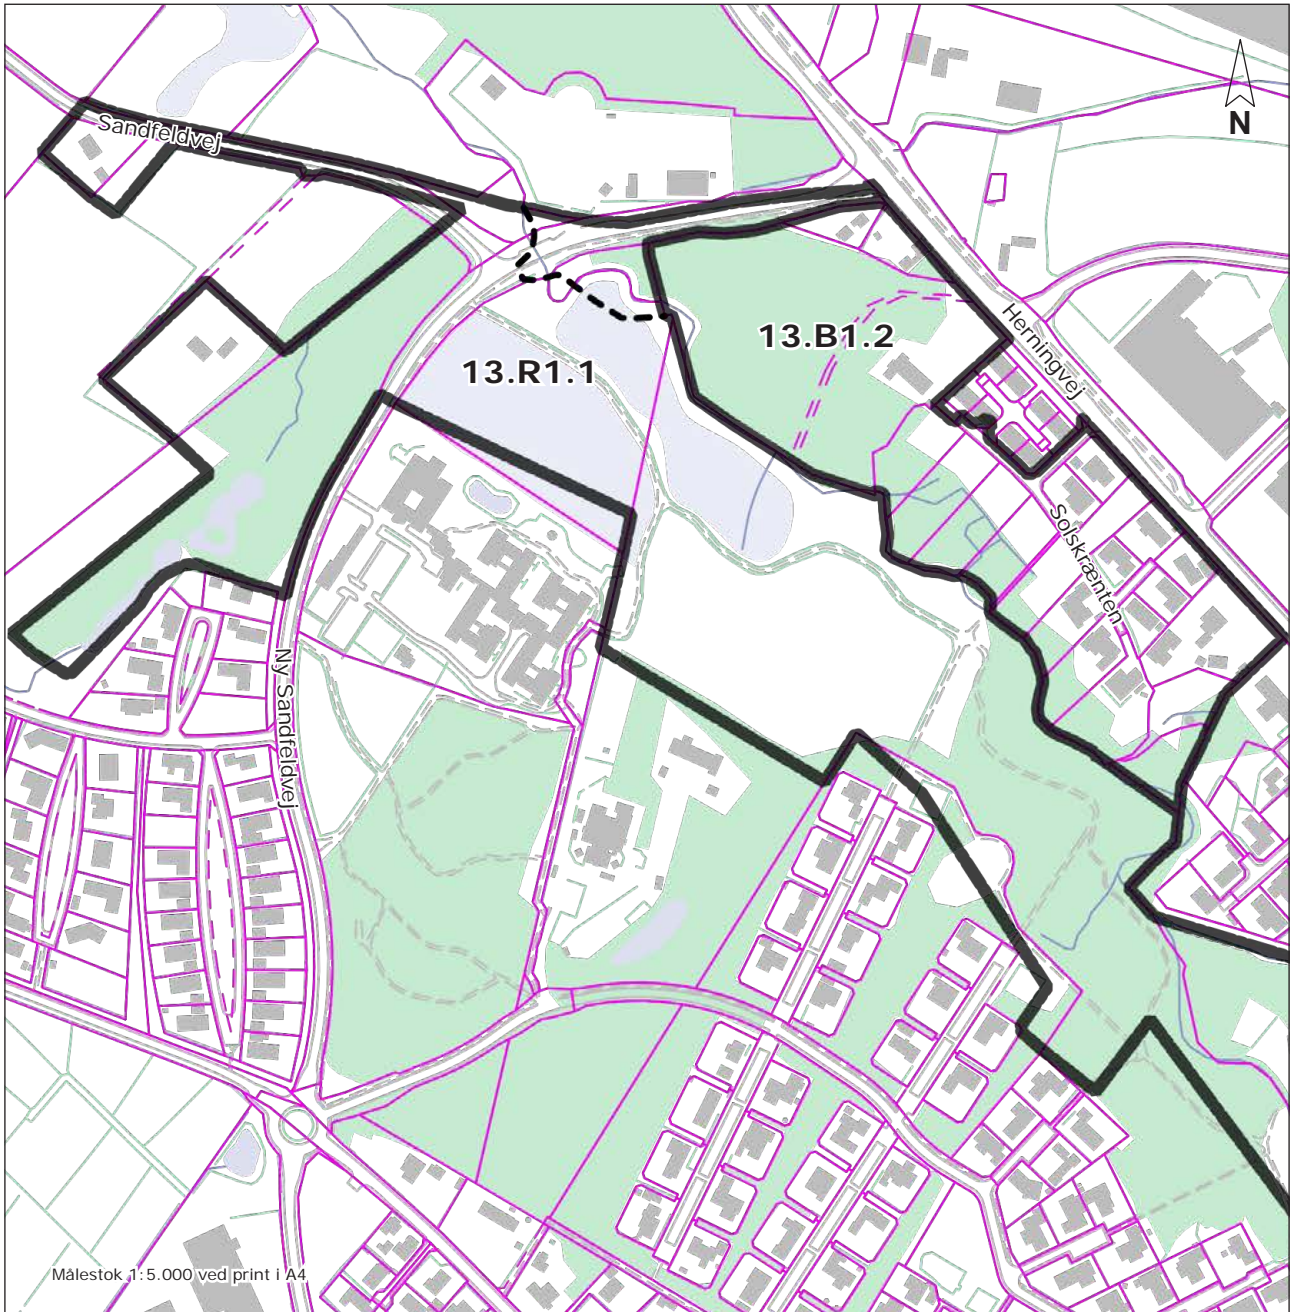 Sandfeldvej
N
Herningvej
13.B1.2
13.R1.1
Solskrænten
Ny Sandfeldvej
Målestok 1:5.000 ved print i A4